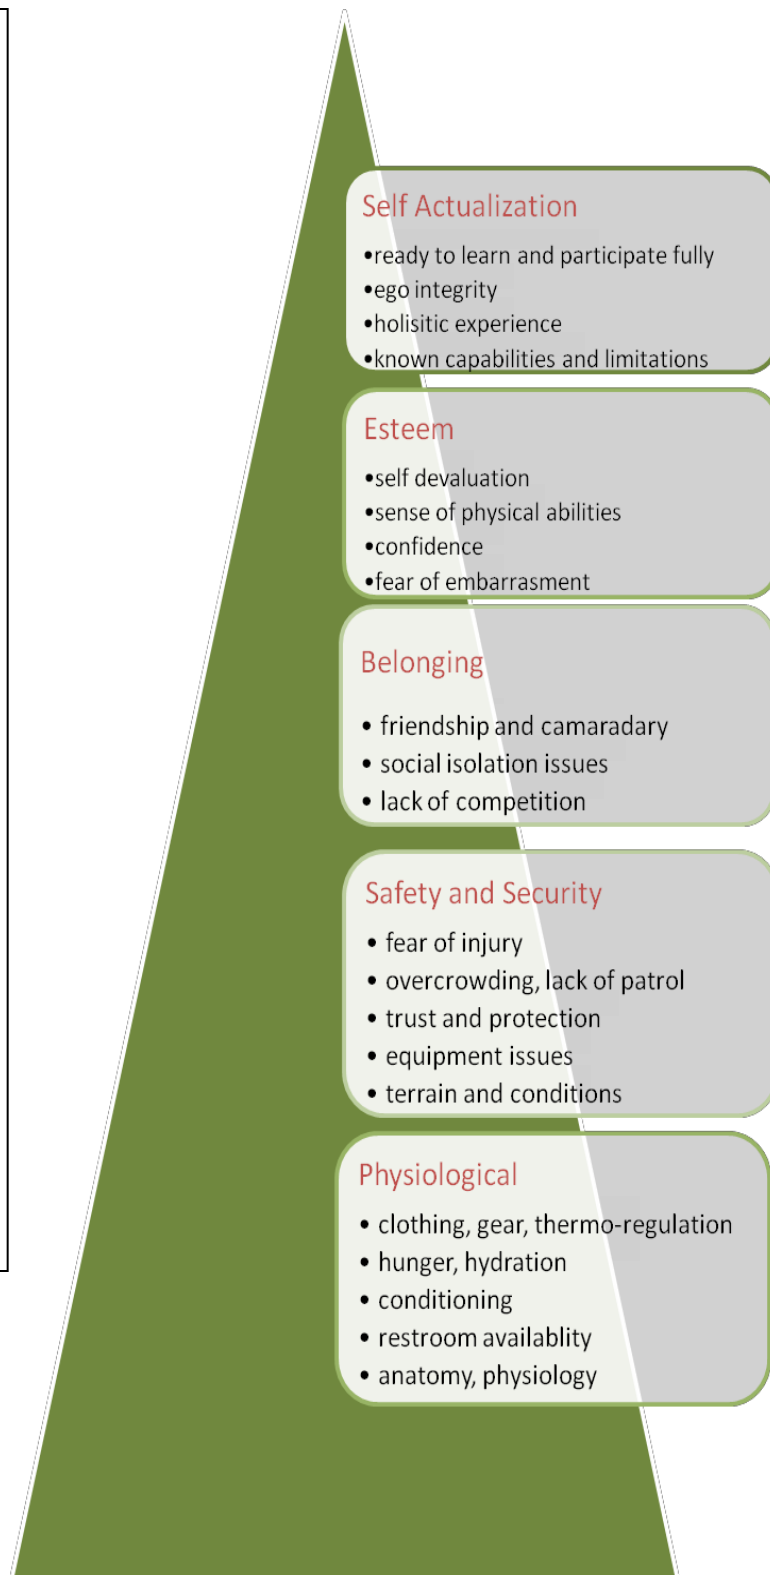 Self Actualization
•ready to learn and participate fully
•ego integrity
•holisitic experience
•known capabilities and limitations
Esteem
•self devaluation
•sense of physical abilities
•confidence
•fear of embarrasment
Belonging
• friendship and camaradary
• social isolation issues
• lack of competition
Safety and Security
• fear of injury
• overcrowding, lack of patrol
• trust and protection
• equipment issues
• terrain and conditions
Physiological
• clothing, gear, thermo-regulation
• hunger, hydration
• conditioning
• restroom availablity
• anatomy, physiology